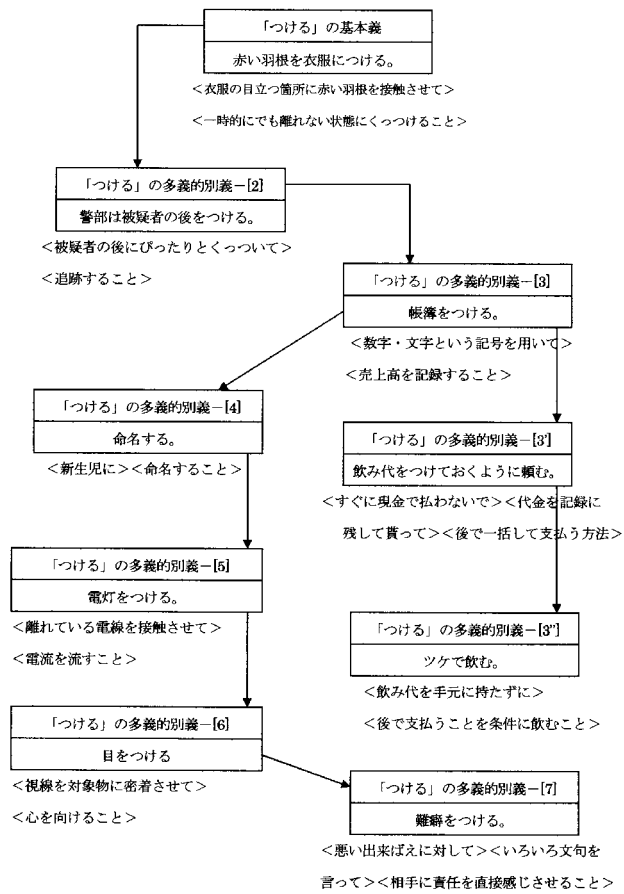 「つける」の基本義
赤い羽根を衣服につける。
<衣服の目立つ箇所に赤い羽根を接触させて>
<一時的にでも離れない状態にくっつけること>
「つける」の多義的別義－[2]
警部は被疑者の後をつける。
<被疑者の後にぴったりとくっついて>
<追跡すること>
「つける」の多義的別義－[3]
帳簿をつける。
<数字・文字という記号を用いて>
<売上高を記録すること>
「つける」の多義的別義－[4]
命名する。
<新生児に><命名すること>
「つける」の多義的別義－[3']
飲み代をつけておくように頼む。
<すぐに現金で払わないで><代金を記録に
残して貰って><後で一括して支払う方法>
「つける」の多義的別義－[5]
電灯をつける。
<離れている電線を接触させて>
<電流を流すこと>
「つける」の多義的別義－[3"]
ツケで飲む。
<飲み代を手元に持たずに>
<後で支払うことを条件に飲むこと>
「つける」の多義的別義－[6]
目をつける
<視線を対象物に密着させて>
<心を向けること>
「つける」の多義的別義－[7]
難癖をつける。
<悪い出来ばえに対して><いろいろ文句を
言って><相手に責任を直接感じさせること>